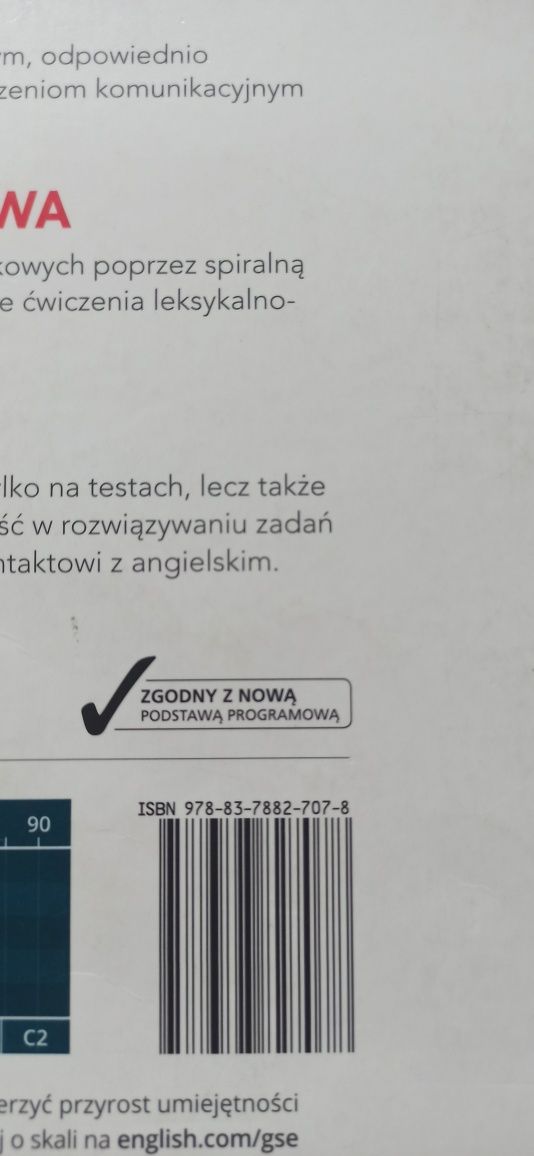 ym, odpowiednio
zeniom komunikacyjnym
WA
kowych poprzez spiralną
e ćwiczenia leksykalno-
ylko na testach, lecz także
ść w rozwiązywaniu zadań
ntaktowi z angielskim.
ZGODNY Z NOWĄ
PODSTAWĄ PROGRAMOWĄ
ISBN 978-83-7882-707-8
90
C2
erzyć przyrost umiejętności
j o skali na english.com/gse